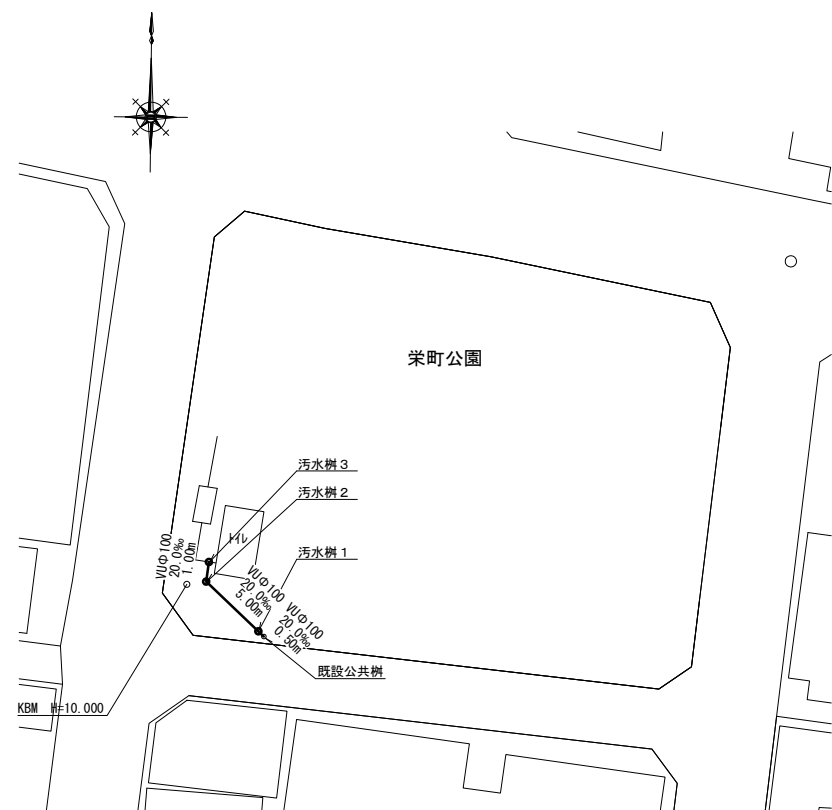 栄町公園
汚水桝３
汚水桝２
ﾄｲﾚ
汚水桝１
VUΦ100
20.0‰
1.00m
VUΦ100
20.0‰
5.00m
VUΦ100
20.0‰
0.50m
既設公共桝
KBM H=10.000